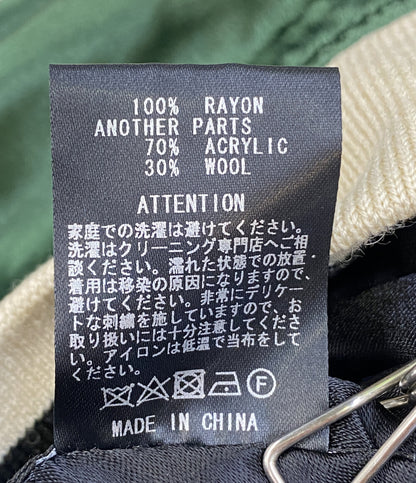 100% RAYON
ANOTHER PARTS
70% ACRYLIC
30% WOOL
ATTENTION
家庭での洗濯は避けてください。
洗濯はクリーニング専門店へご相
談ください。濡れた状態での放置・
着用は移染の原因になりますので、
避けてください。非常にデリケー
トな刺繍を施していますので、お
取り扱いには十分注意してくださ
い。アイロンは低温で当布をして
ください。
F
MADE IN CHINA